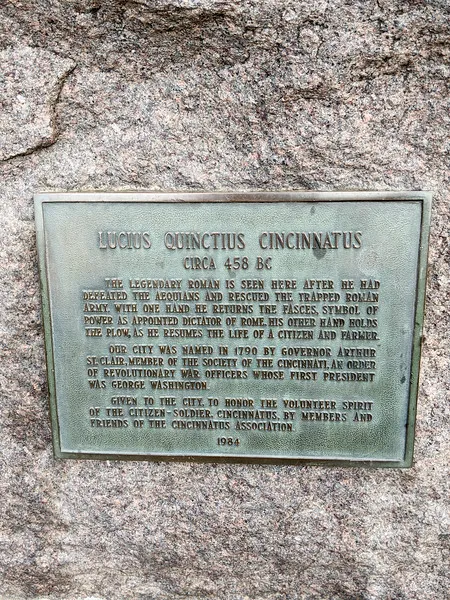 LUCIUS QUINCTIUS CINCINNATUS
CIRCA 458 BC
THE LEGENDARY ROMAN IS SEEN HERE AFTER HE HAD
DEFEATED THE AEQUIANS AND RESCUED THE TRAPPED ROMAN
ARMY. WITH ONE HAND HE RETURNS THE FASCES, SYMBOL OF
POWER AS APPOINTED DICTATOR OF ROME. HIS OTHER HAND HOLDS
THE PLOW, AS HE RESUMES THE LIFE OF A CITIZEN AND FARMER.
OUR CITY WAS NAMED IN 1790 BY GOVERNOR ARTHUR
ST. CLAIR, MEMBER OF THE SOCIETY OF THE CINCINNATI, AN ORDER
OF REVOLUTIONARY WAR OFFICERS WHOSE FIRST PRESIDENT
WAS GEORGE WASHINGTON.
GIVEN TO THE CITY, TO HONOR THE VOLUNTEER SPIRIT
OF THE CITIZEN-SOLDIER, CINCINNATUS, BY MEMBERS AND
FRIENDS OF THE CINCINNATUS ASSOCIATION.
1984